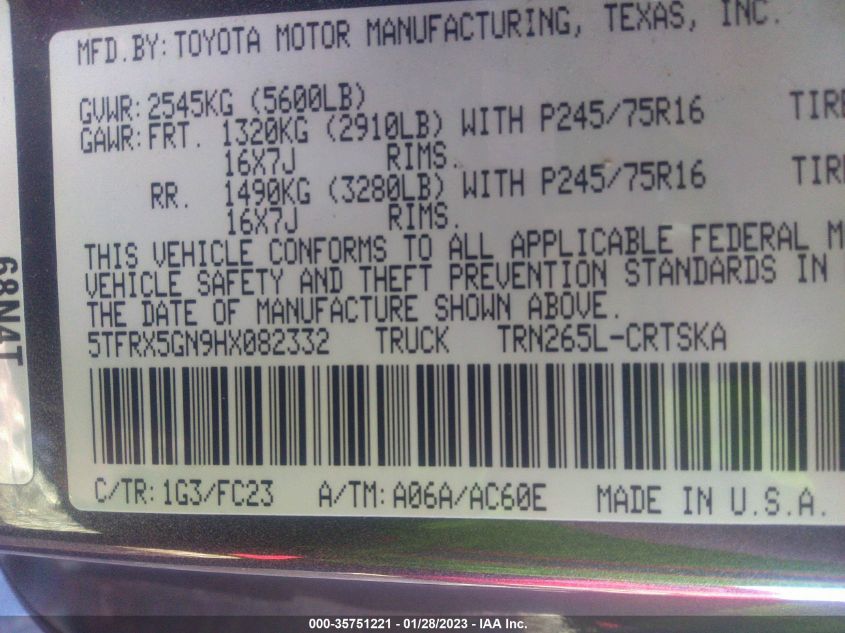 MFD.BY:TOYOTA MOTOR MANUFACTURING, TEXAS, INC.
GVWR:2545KG (5600LB)
GAWR:FRT. 1320KG (2910LB) WITH P245/75R16 TIRE
16X7J RIMS.
RR. 1490KG (3280LB) WITH P245/75R16 TIRE
16X7J RIMS.
THIS VEHICLE CONFORMS TO ALL APPLICABLE FEDERAL M
VEHICLE SAFETY AND THEFT PREVENTION STANDARDS IN
THE DATE OF MANUFACTURE SHOWN ABOVE.
5TFRX5GN9HX082332 TRUCK TRN265L-CRTSKA
C/TR:1G3/FC23 A/TM:A06A/AC60E MADE IN U.S.A.
68N4T
000-35751221 - 01/28/2023 - IAA Inc.